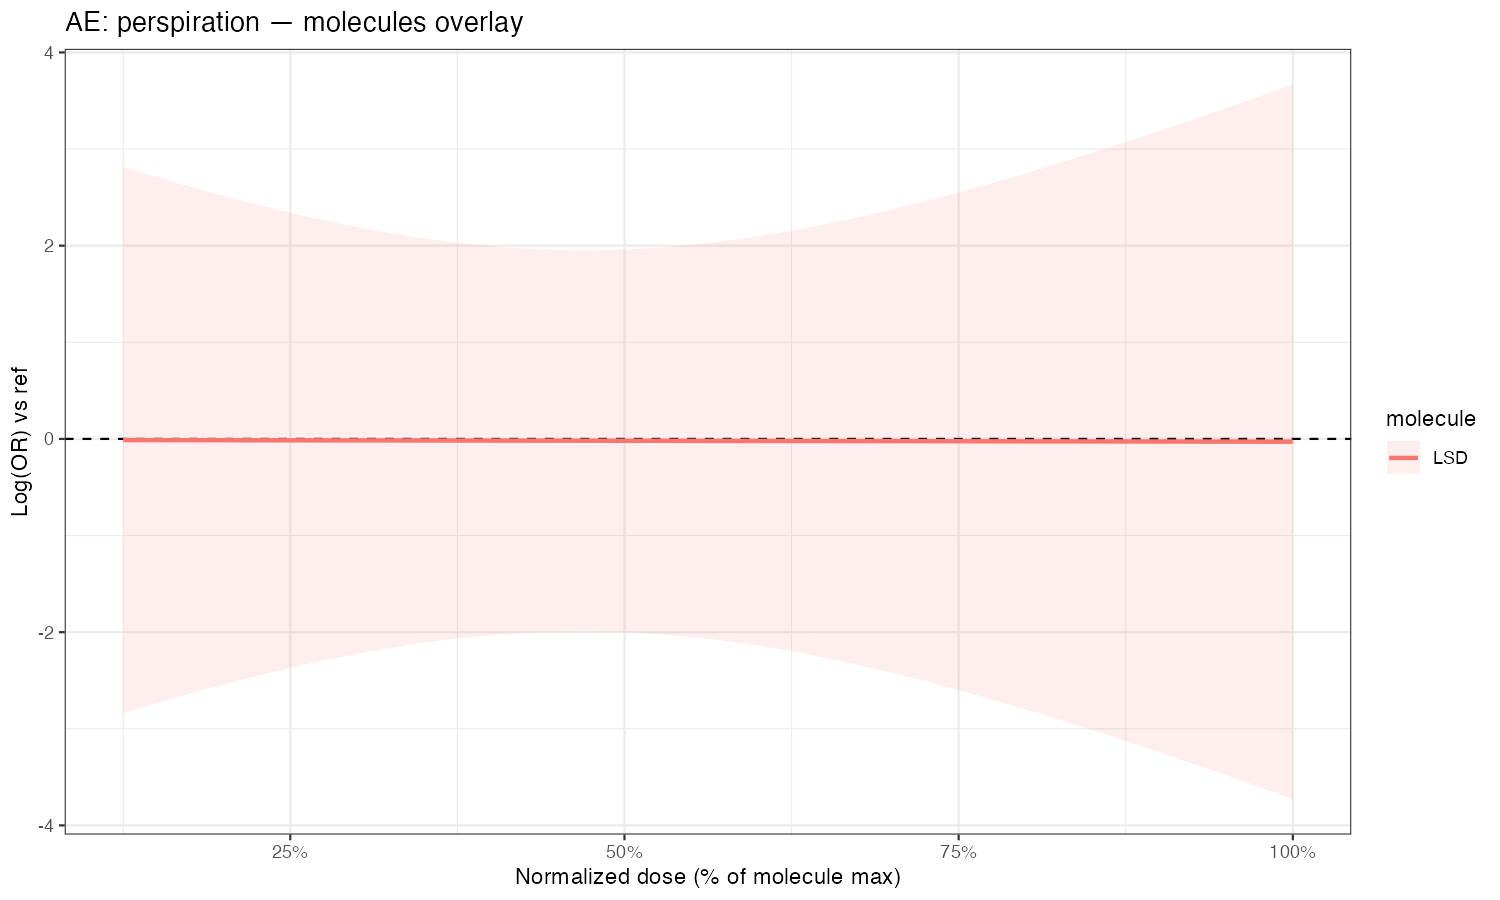 AE: perspiration — molecules overlay
4
2
0
-2
-4
Log(OR) vs ref
25%
50%
75%
100%
Normalized dose (% of molecule max)
molecule
LSD